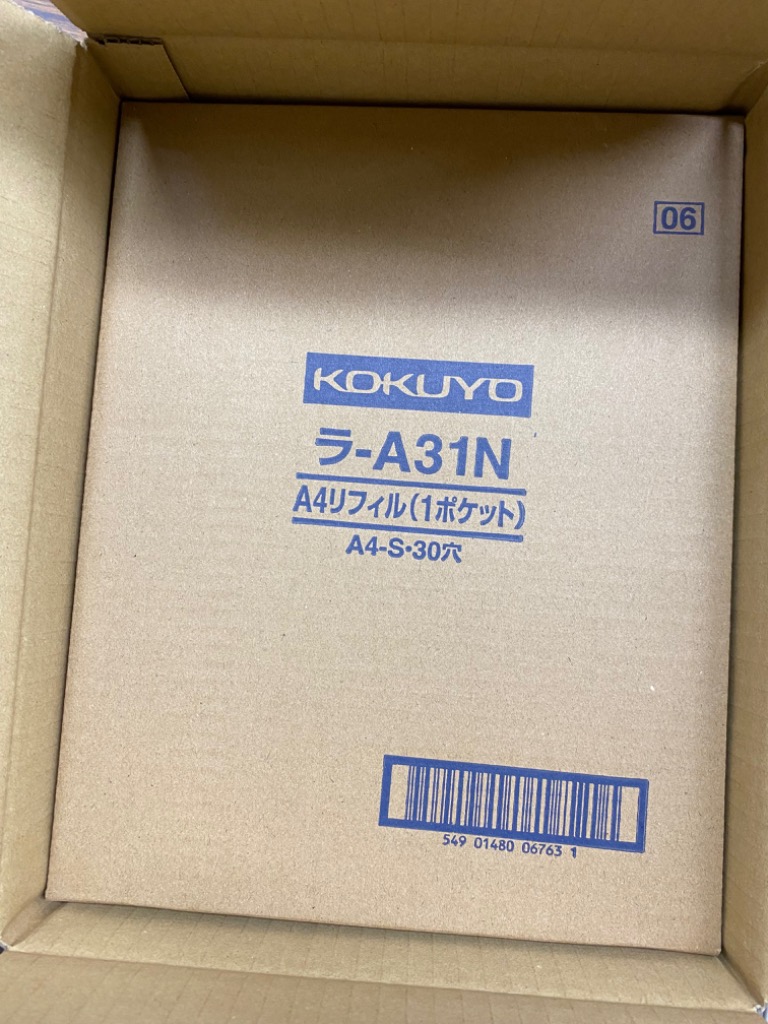 06
KOKUYO
ラ-A31N
A4リフィル(1ポケット)
A4-S・30穴
549 01480 06763 1